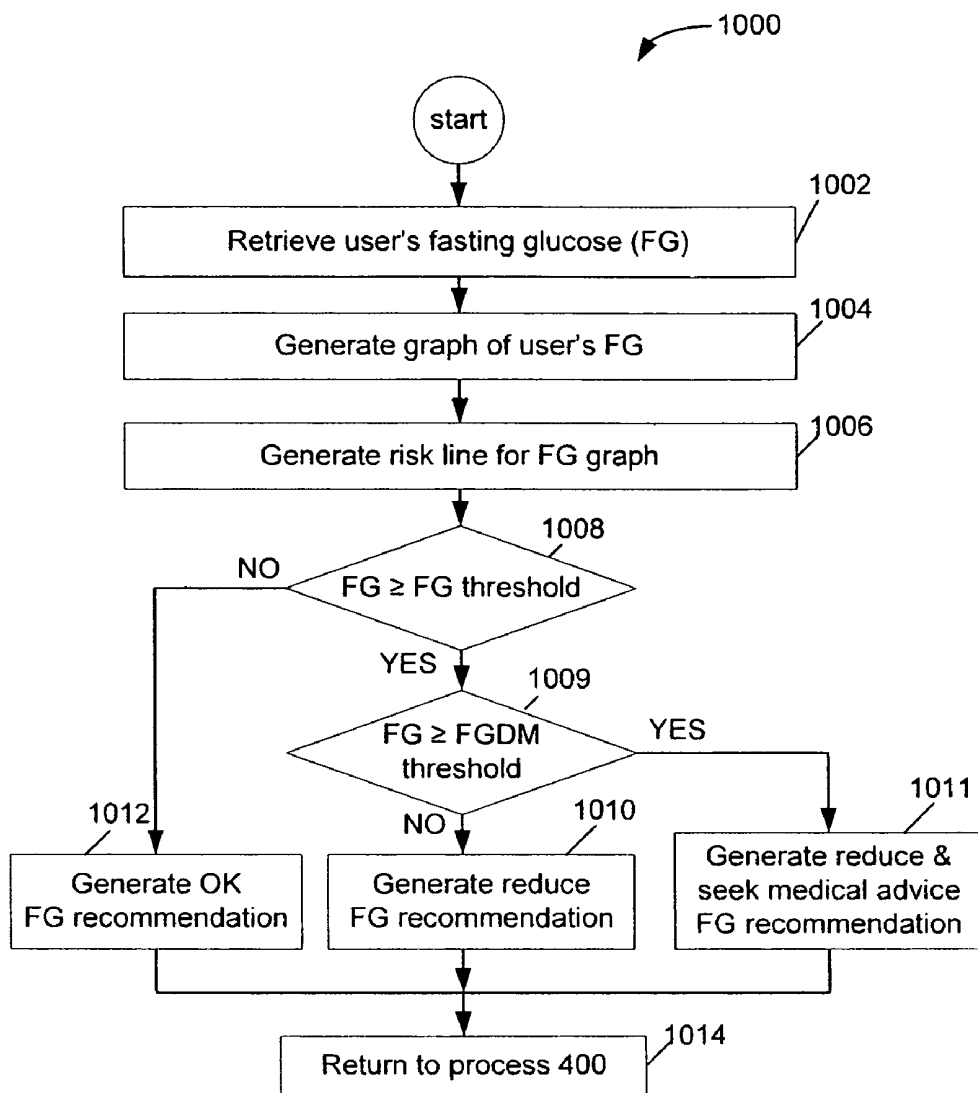 1000
start
1002
Retrieve user's fasting glucose (FG)
1004
Generate graph of user's FG
1006
Generate risk line for FG graph
1008
NO
FG ≥ FG threshold
YES
1009
FG ≥ FGDM
threshold
YES
NO
1012
Generate OK
FG recommendation
1010
Generate reduce
FG recommendation
1011
Generate reduce &
seek medical advice
FG recommendation
1014
Return to process 400